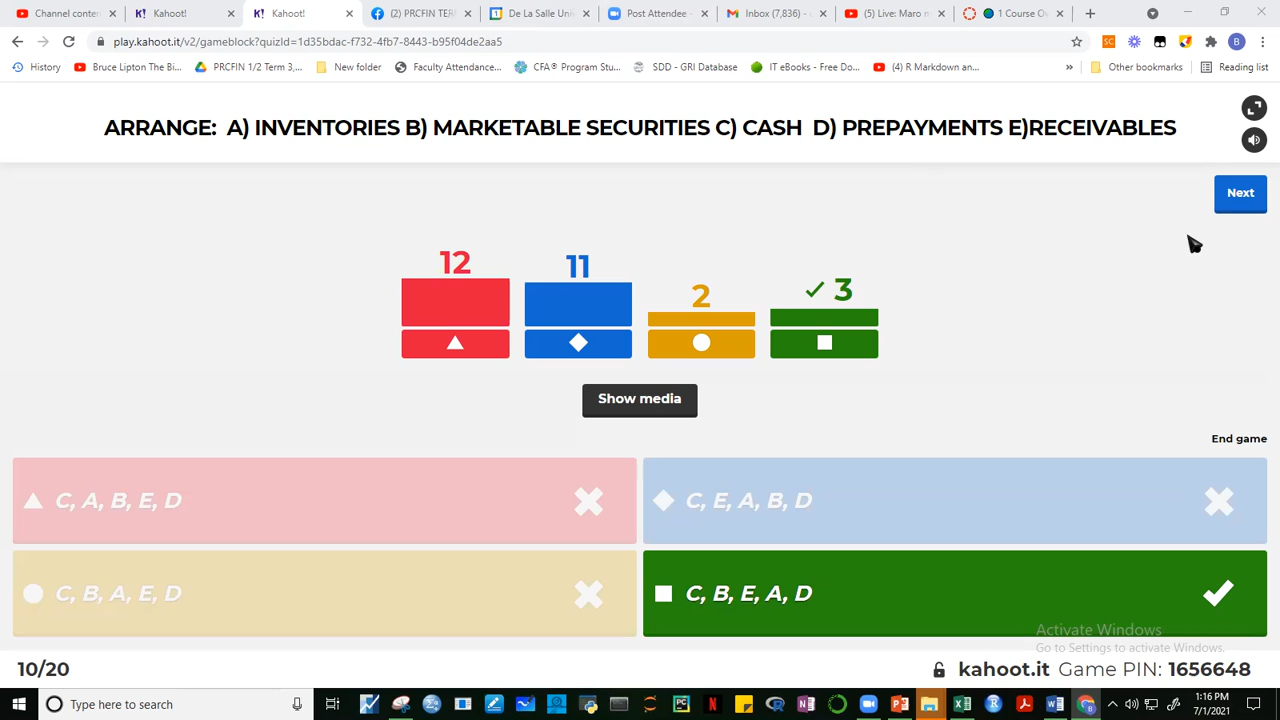 Channel conten
Kahoot!
Kahoot!
(2) PRCFIN TEA
De La Salle Uni
Post Attendee -
Inbox (7,836) -
(5) Live: Maro n
1 Course Ov
play.kahoot.it/v2/gameblock?quizId=1d35bdac-f732-4fb7-8443-b95f04de2aa5
SC
B
History
Bruce Lipton The Bi...
PRCFIN 1/2 Term 3,...
New folder
Faculty Attendance...
CFA® Program Stu...
SDD - GRI Database
IT eBooks - Free Do...
(4) R Markdown an...
»
Other bookmarks
Reading list
ARRANGE: A) INVENTORIES B) MARKETABLE SECURITIES C) CASH D) PREPAYMENTS E)RECEIVABLES
Next
12
11
2
3
Show media
End game
C, A, B, E, D
C, E, A, B, D
C, B, A, E, D
C, B, E, A, D
Activate Windows
Go to Settings to activate Windows.
10/20
kahoot.it Game PIN: 1656648
Type here to search
1:16 PM
7/1/2021